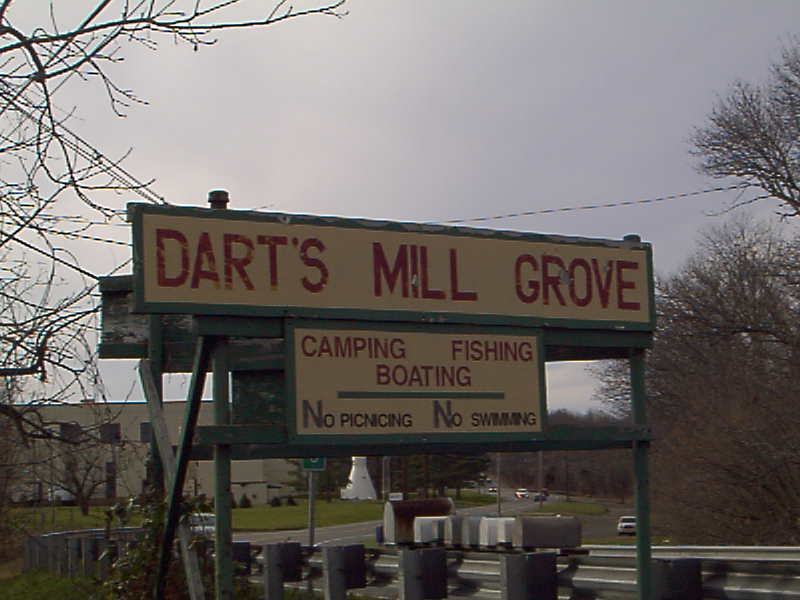 DART'S MILL GROVE
CAMPING FISHING
BOATING
NO PICNICING NO SWIMMING